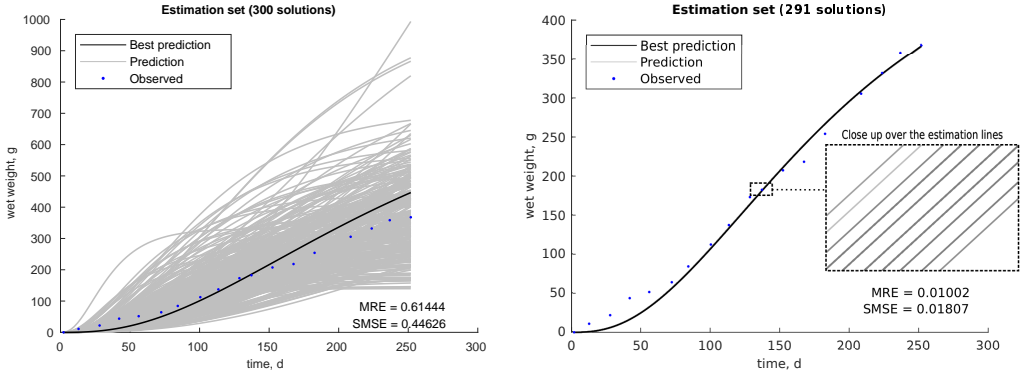 Estimation set (300 solutions)
1000
900
800
700
600
500
400
300
200
100
0
wet weight, g
Best prediction
Prediction
Observed
MRE = 0.61444
SMSE = 0.44626
0 50 100 150 200 250 300
time, d
Estimation set (291 solutions)
400
350
300
250
200
150
100
50
0
wet weight, g
Best prediction
Prediction
Observed
Close up over the estimation lines
MRE = 0.01002
SMSE = 0.01807
0 50 100 150 200 250 300
time, d